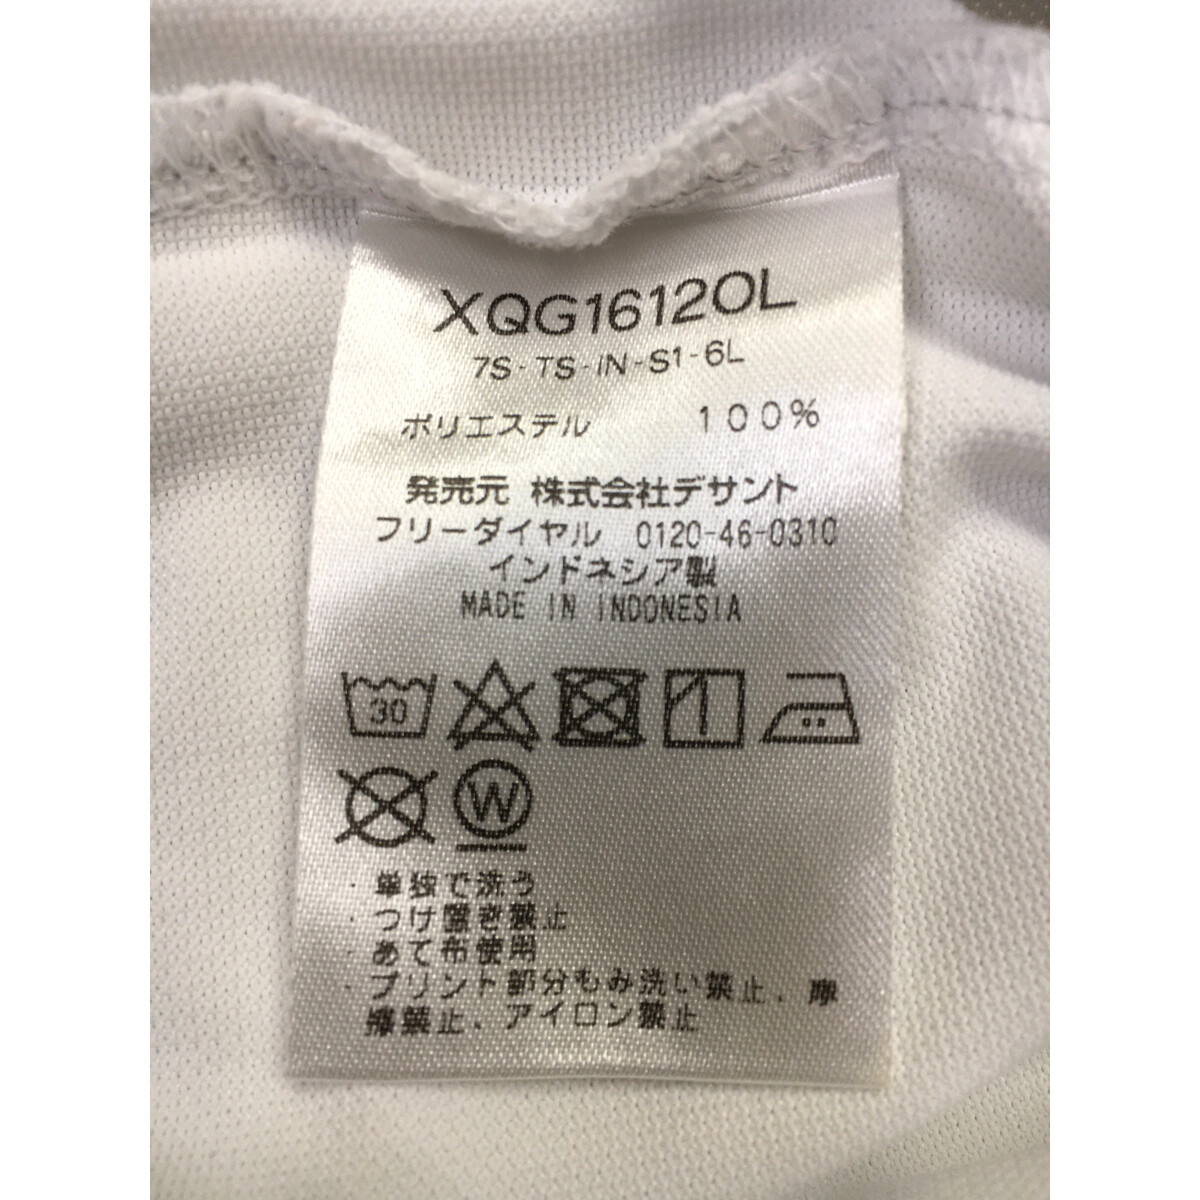 XQG16120L
7S-TS-IN-S1-6L
ポリエステル 100%
発売元 株式会社デサント
フリーダイヤル 0120-46-0310
インドネシア製
MADE IN INDONESIA
30
W
・単独で洗う
・つけ置き禁止
・あて布使用
・プリント部分もみ洗い禁止、摩
擦禁止、アイロン禁止